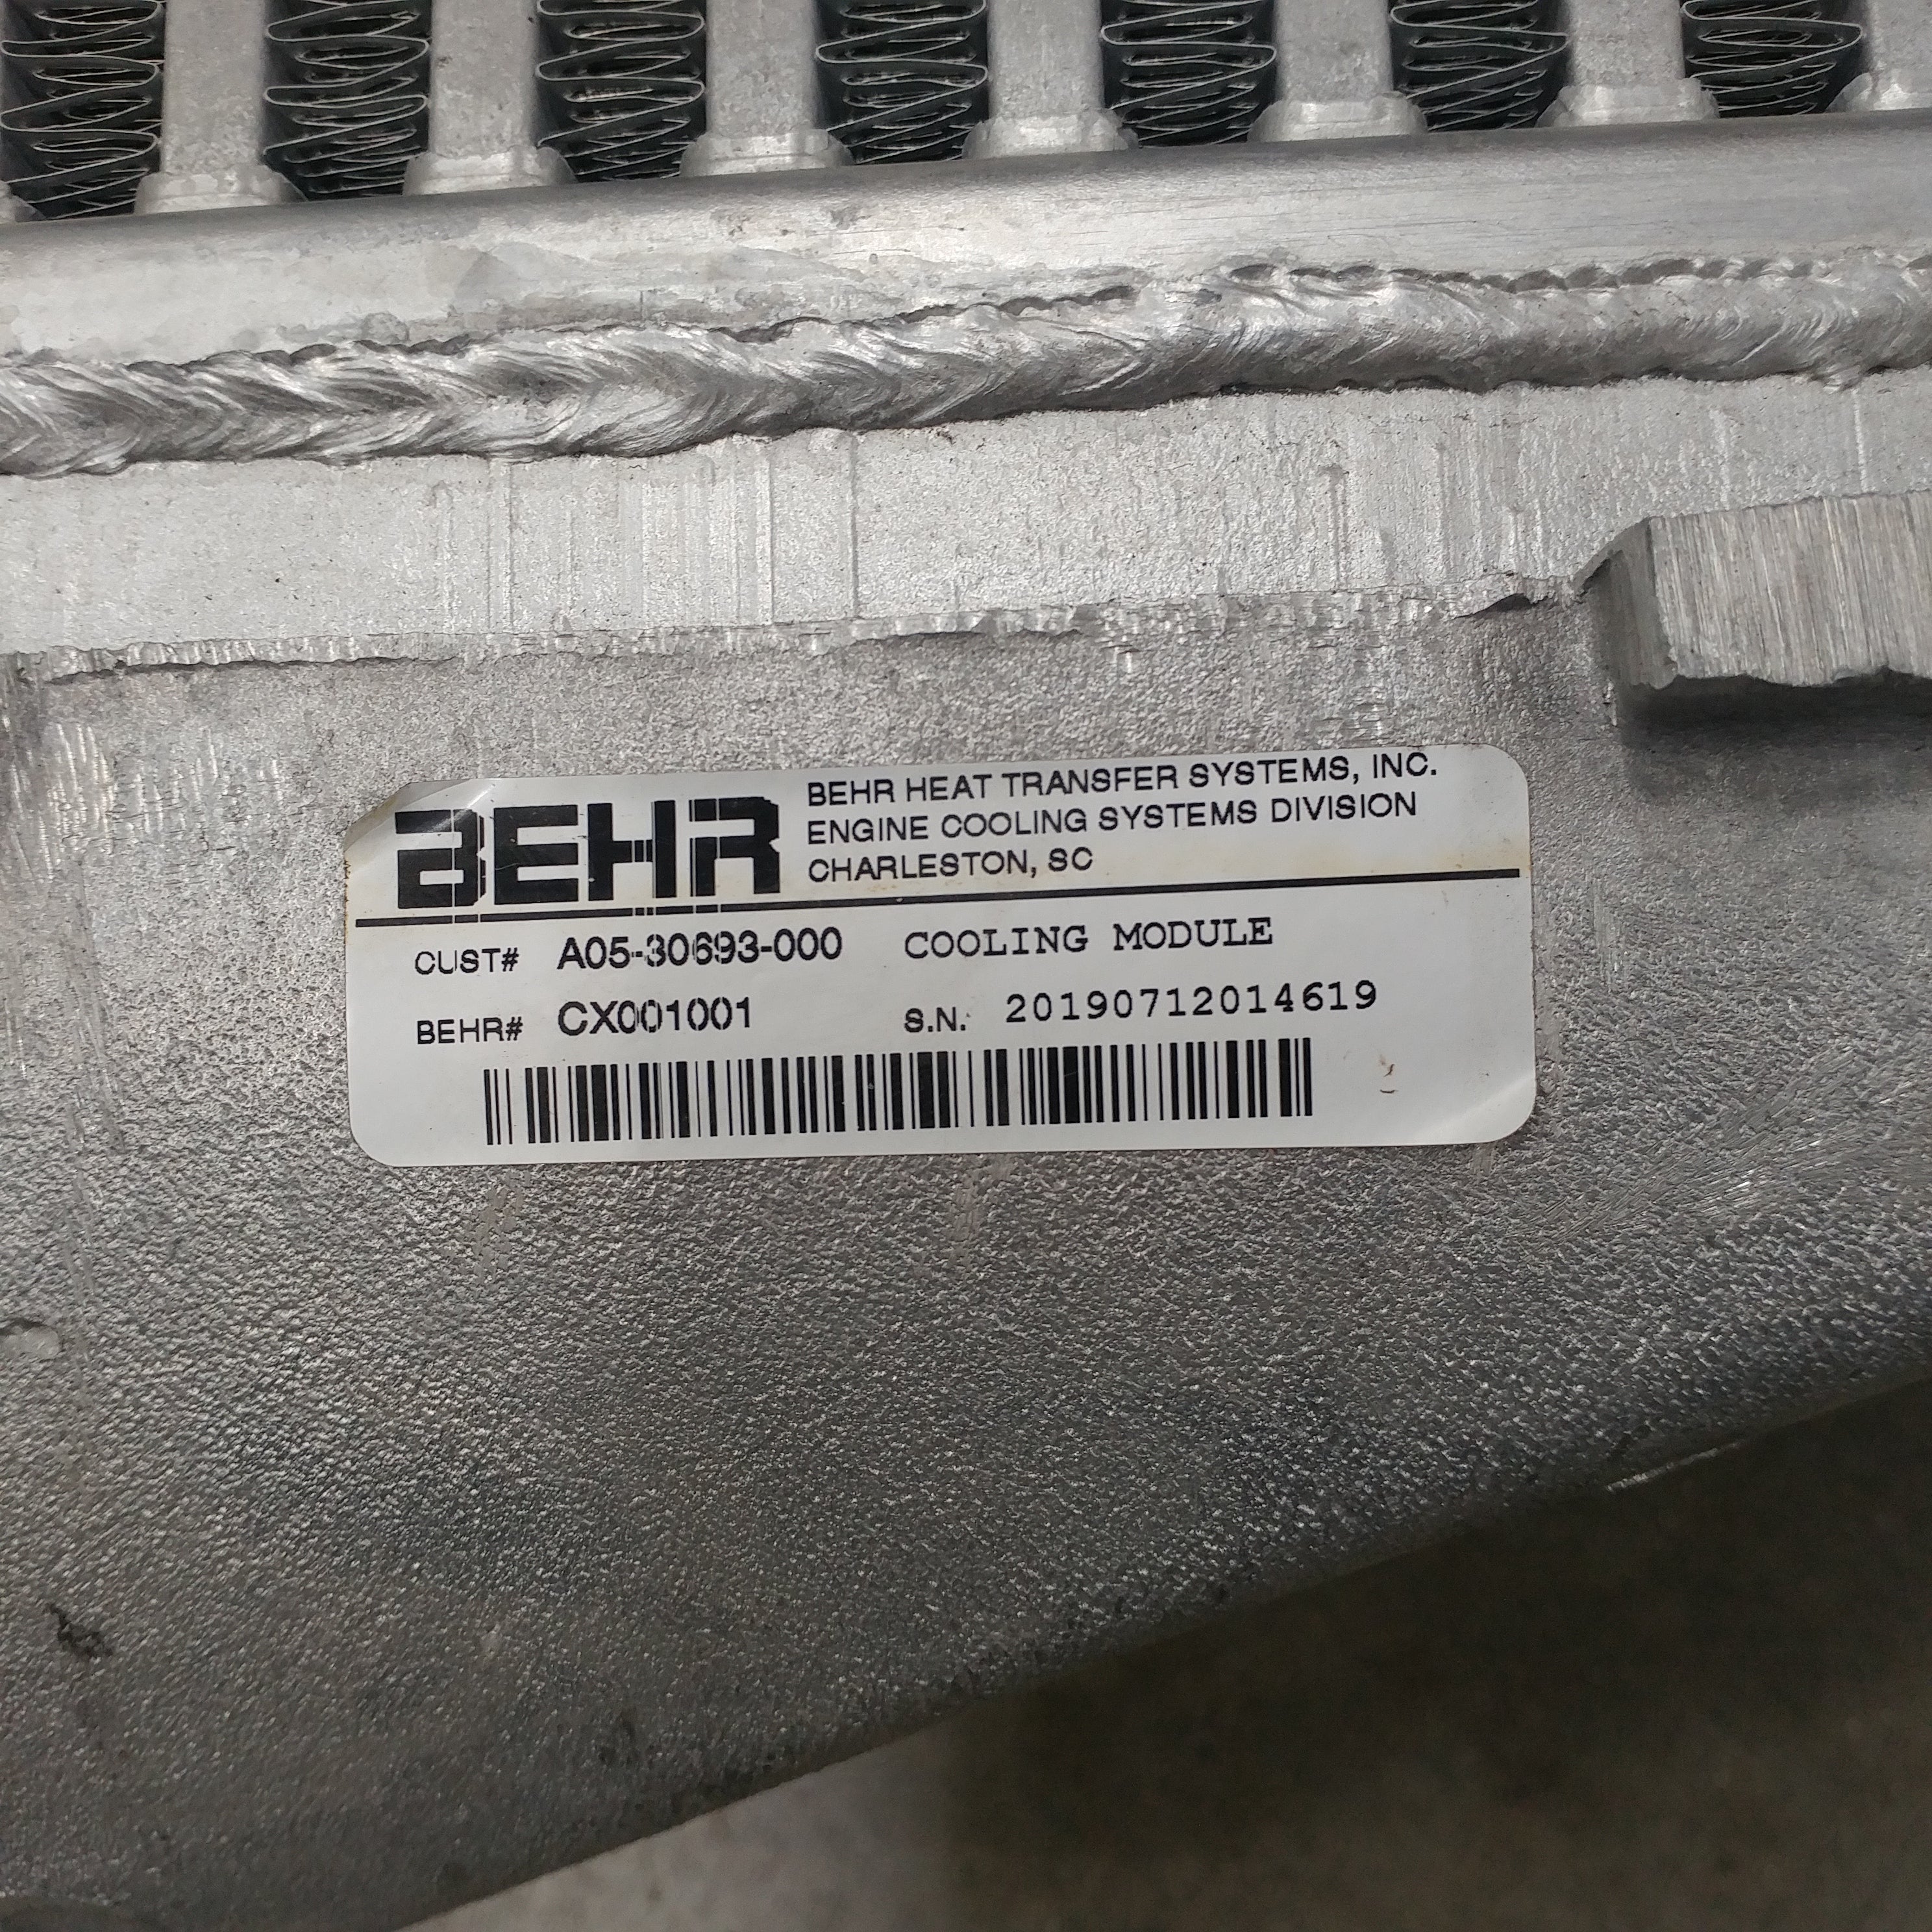 BEHR
BEHR HEAT TRANSFER SYSTEMS, INC.
ENGINE COOLING SYSTEMS DIVISION
CHARLESTON, SC
CUST# A05-30693-000 COOLING MODULE
BEHR# CX001001 S.N. 20190712014619